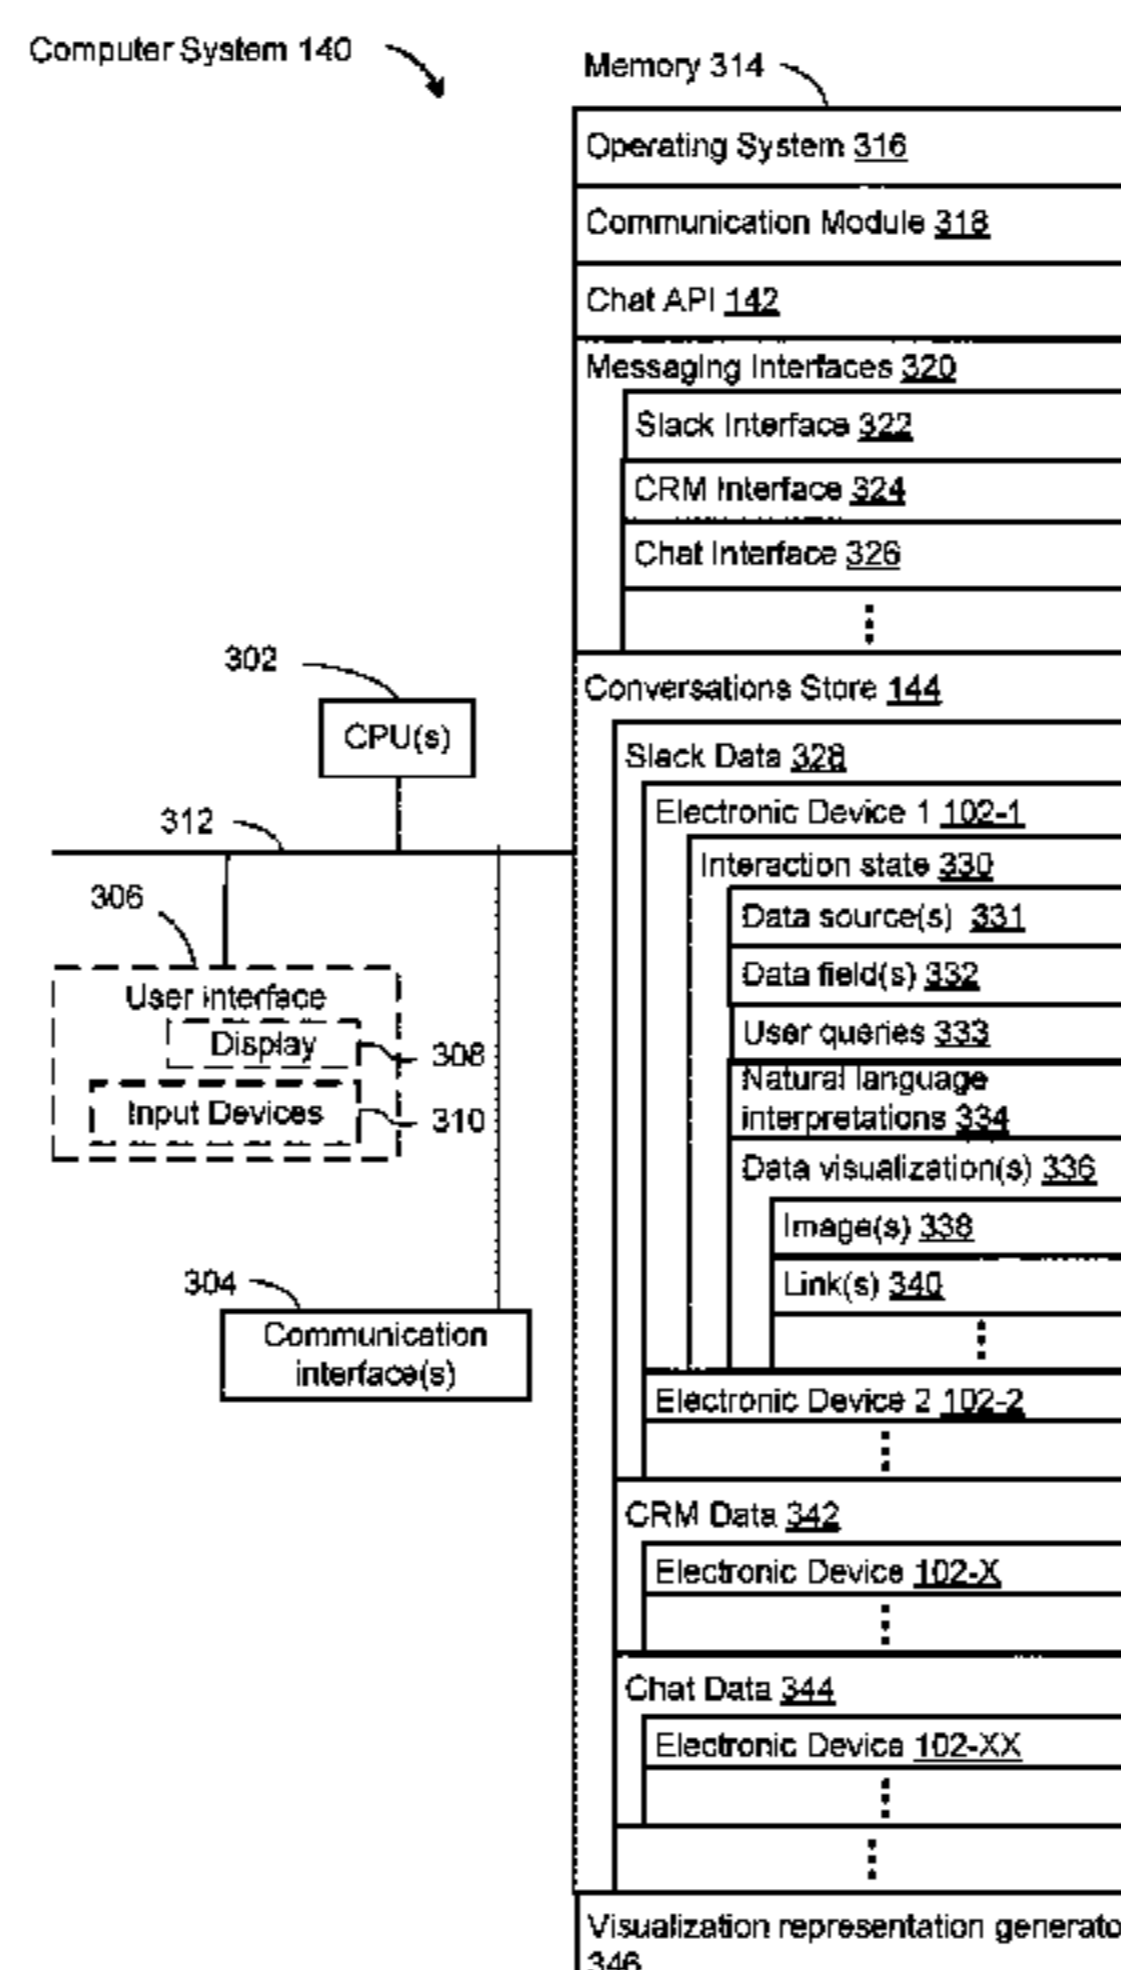 Computer System 140
Memory 314
Operating System 316
Communication Module 318
Chat API 142
Messaging Interfaces 320
Slack Interface 322
CRM Interface 324
Chat Interface 326
Conversations Store 144
Slack Data 328
Electronic Device 1 102-1
Interaction state 330
Data source(s) 331
Data field(s) 332
User queries 333
Natural language
interpretations 334
Data visualization(s) 336
Image(s) 338
Link(s) 340
Electronic Device 2 102-2
CRM Data 342
Electronic Device 102-X
Chat Data 344
Electronic Device 102-XX
Visualization representation generato
346
302
CPU(s)
312
306
User interface
Display
308
Input Devices
310
304
Communication
interface(s)